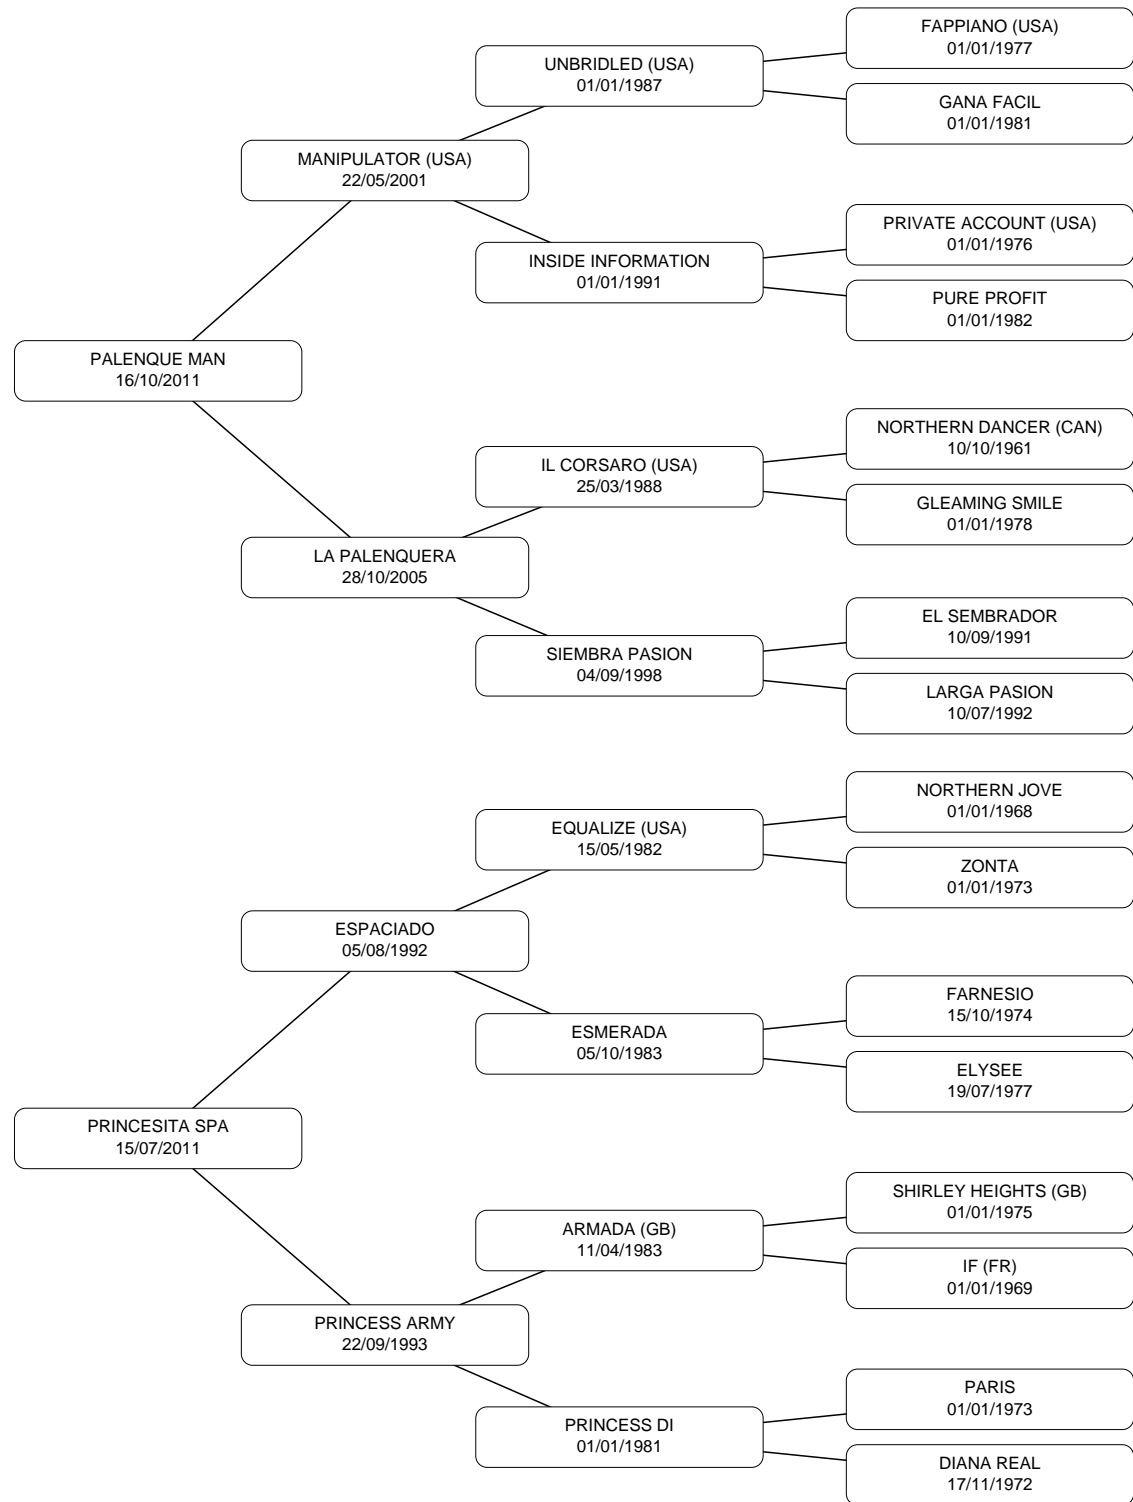 FAPPIANO (USA)
01/01/1977
UNBRIDLED (USA)
01/01/1987
GANA FACIL
01/01/1981
MANIPULATOR (USA)
22/05/2001
PRIVATE ACCOUNT (USA)
01/01/1976
INSIDE INFORMATION
01/01/1991
PURE PROFIT
01/01/1982
PALENQUE MAN
16/10/2011
NORTHERN DANCER (CAN)
10/10/1961
IL CORSARO (USA)
25/03/1988
GLEAMING SMILE
01/01/1978
LA PALENQUERA
28/10/2005
EL SEMBRADOR
10/09/1991
SIEMBRA PASION
04/09/1998
LARGA PASION
10/07/1992
NORTHERN JOVE
01/01/1968
EQUALIZE (USA)
15/05/1982
ZONTA
01/01/1973
ESPACIADO
05/08/1992
FARNESIO
15/10/1974
ESMERADA
05/10/1983
ELYSEE
19/07/1977
PRINCESITA SPA
15/07/2011
SHIRLEY HEIGHTS (GB)
01/01/1975
ARMADA (GB)
11/04/1983
IF (FR)
01/01/1969
PRINCESS ARMY
22/09/1993
PARIS
01/01/1973
PRINCESS DI
01/01/1981
DIANA REAL
17/11/1972